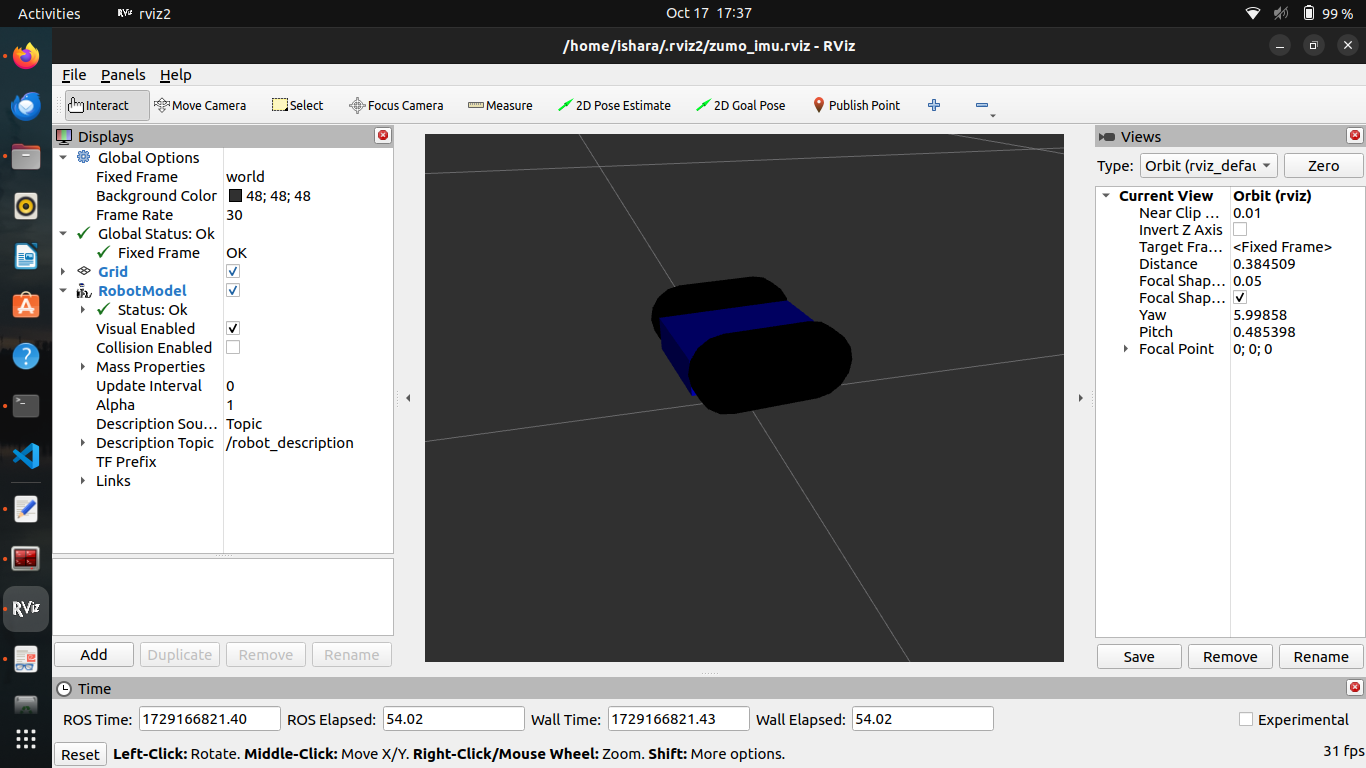 Activities rviz2 Oct 17 17:37 99 %
/home/ishara/.rviz2/zumo_imu.rviz - RViz
File Panels Help
Interact Move Camera Select Focus Camera Measure 2D Pose Estimate 2D Goal Pose Publish Point
Displays
Global Options
Fixed Frame world
Background Color 48; 48; 48
Frame Rate 30
Global Status: Ok
Fixed Frame OK
Grid
RobotModel
Status: Ok
Visual Enabled
Collision Enabled
Mass Properties
Update Interval 0
Alpha 1
Description Sou... Topic
Description Topic /robot_description
TF Prefix
Links
Add Duplicate Remove Rename
Views
Type: Orbit (rviz_defau Zero
Current View Orbit (rviz)
Near Clip ... 0.01
Invert Z Axis
Target Fra... <Fixed Frame>
Distance 0.384509
Focal Shap... 0.05
Focal Shap...
Yaw 5.99858
Pitch 0.485398
Focal Point 0; 0; 0
Save Remove Rename
RViz
Time
ROS Time: 1729166821.40 ROS Elapsed: 54.02 Wall Time: 1729166821.43 Wall Elapsed: 54.02 Experimental
Reset Left-Click: Rotate. Middle-Click: Move X/Y. Right-Click/Mouse Wheel: Zoom. Shift: More options. 31 fps